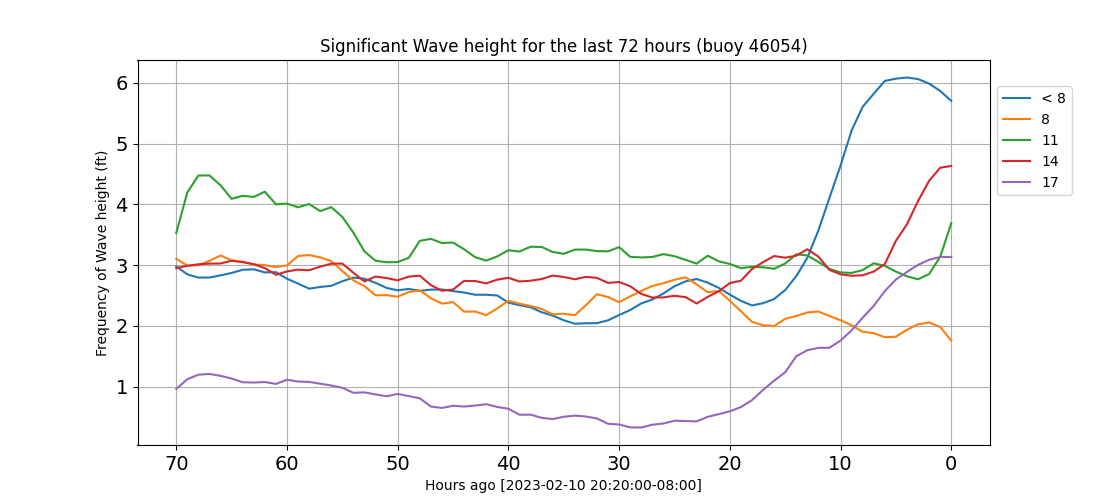 Significant Wave height for the last 72 hours (buoy 46054)
Frequency of Wave height (ft)
6
5
4
3
2
1
70 60 50 40 30 20 10 0
Hours ago [2023-02-10 20:20:00-08:00]
< 8
8
11
14
17